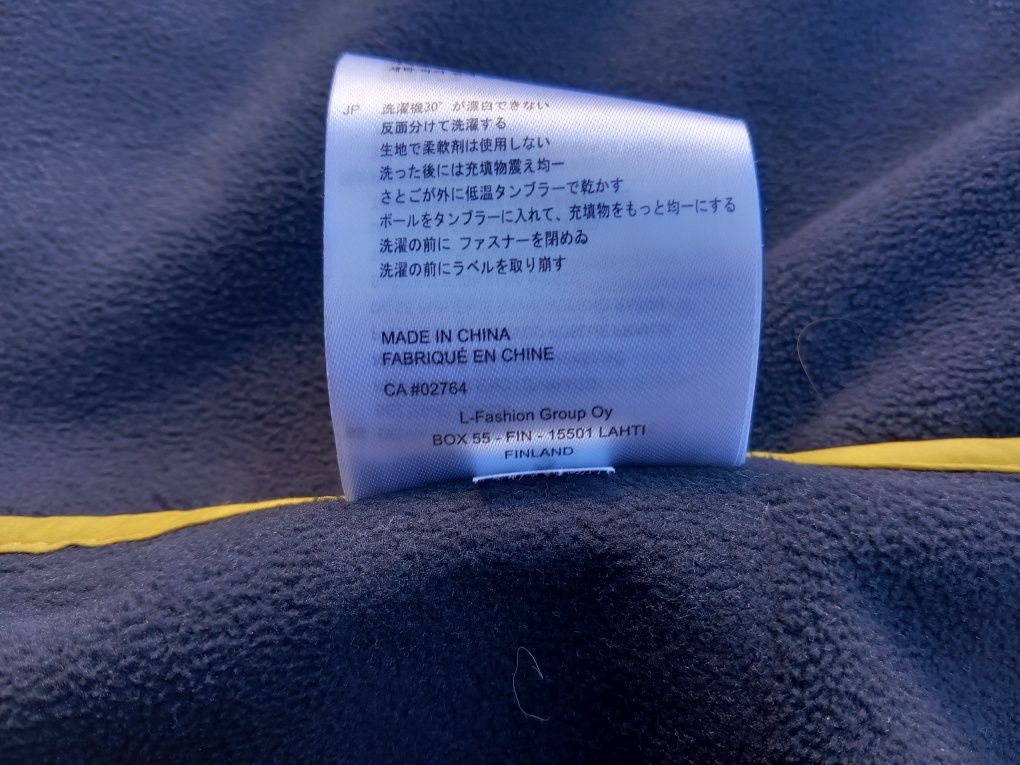 JP 洗濯機30°が漂白できない
反面分けて洗濯する
生地で柔軟剤は使用しない
洗った後には充填物震え均一
さとごが外に低温タンブラーで乾かす
ボールをタンブラーに入れて、充填物をもっと均一にする
洗濯の前に ファスナーを閉めゐ
洗濯の前にラベルを取り崩す
MADE IN CHINA
FABRIQUÉ EN CHINE
CA #02764
L-Fashion Group Oy
BOX 55 - FIN - 15501 LAHTI
FINLAND